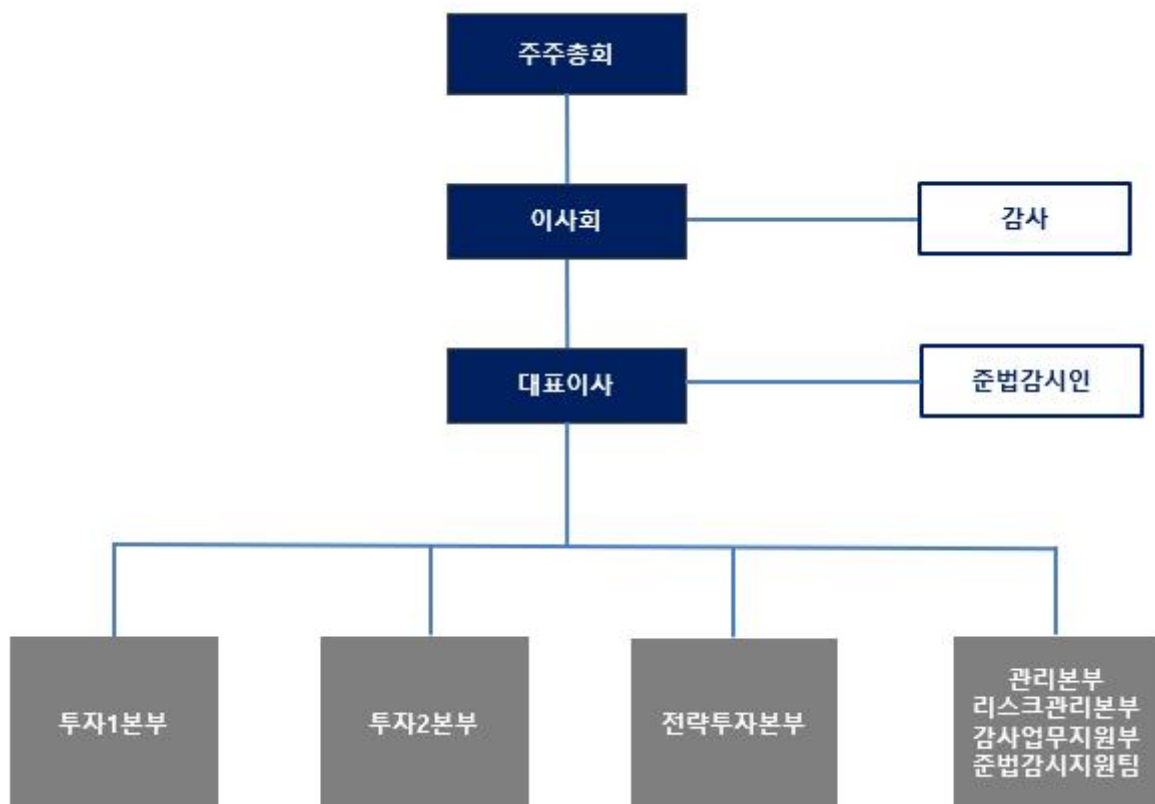 주주총회
이사회
감사
대표이사
준법감시인
투자1본부
투자2본부
전략투자본부
관리본부
리스크관리본부
감사업무지원부
준법감시지원팀